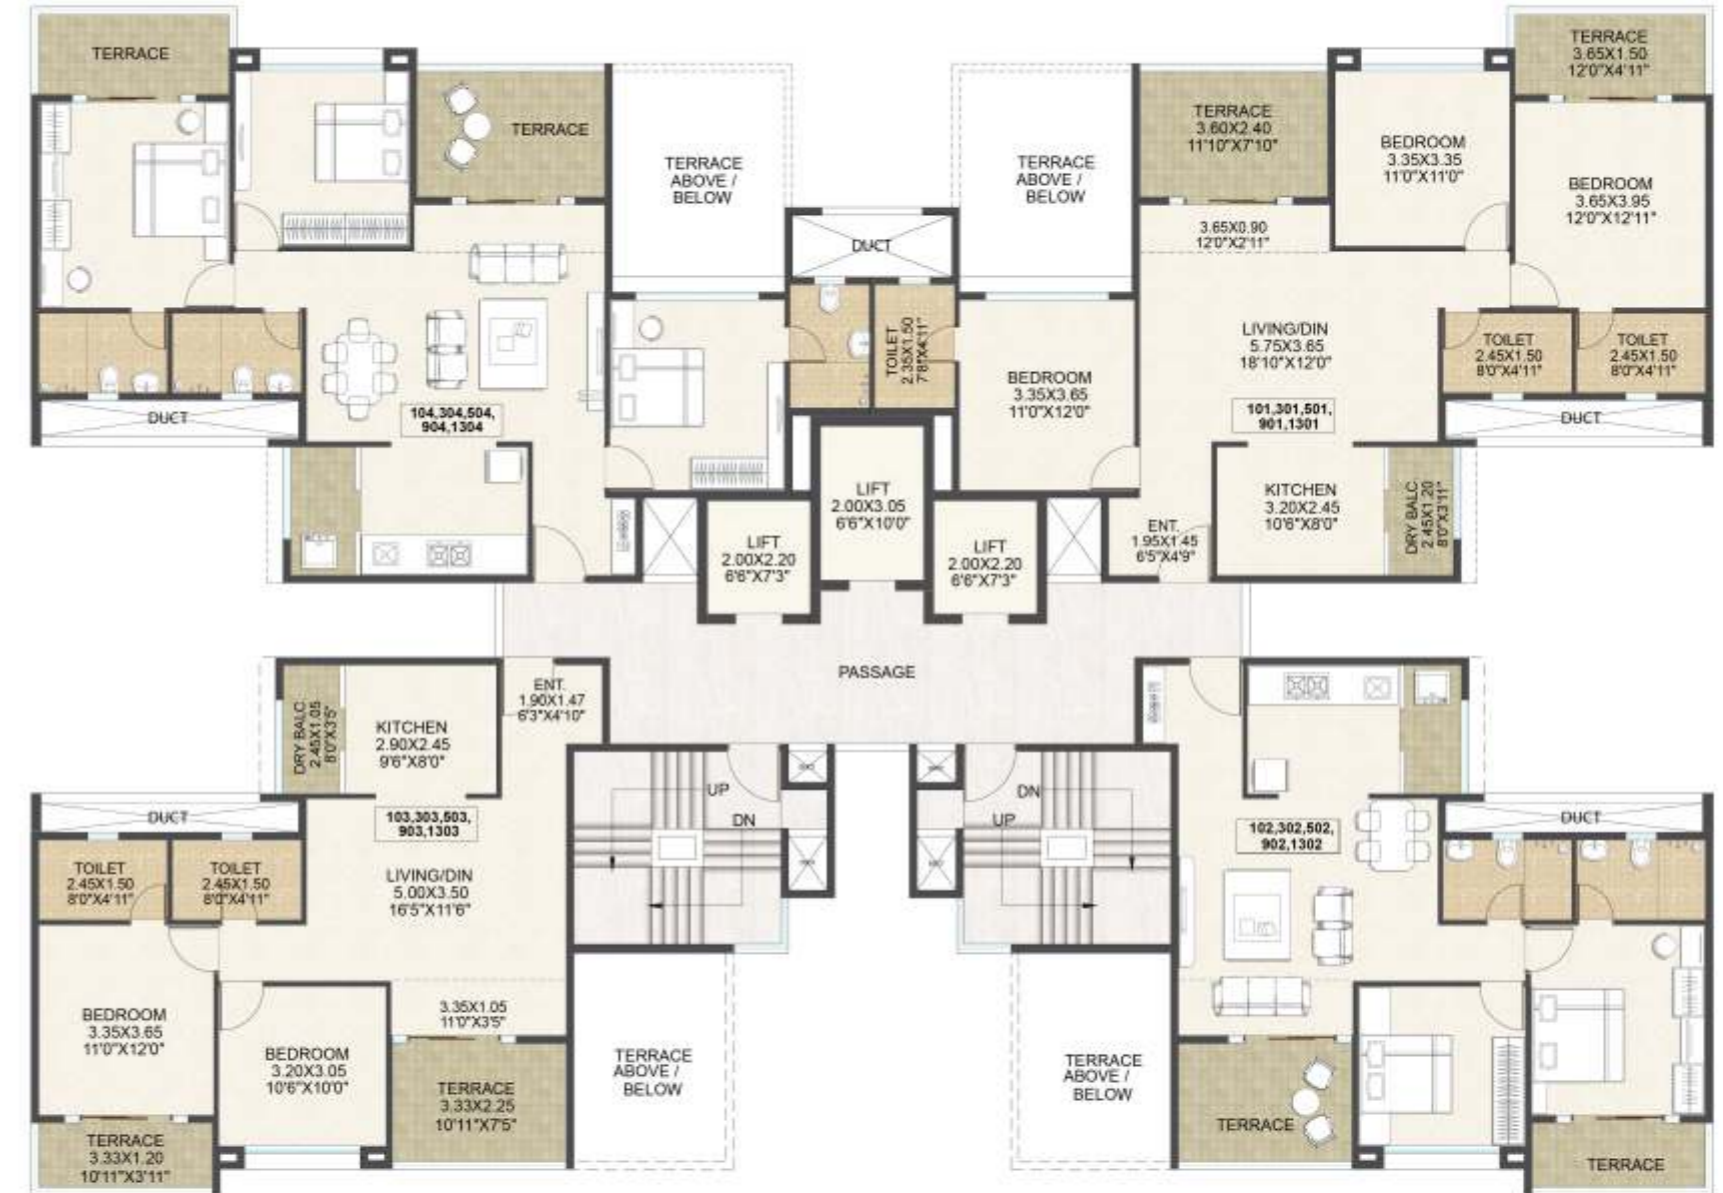 TERRACE
TERRACE
TERRACE
ABOVE /
BELOW
TERRACE
ABOVE /
BELOW
TERRACE
3.60X2.40
11'10"X7'10"
BEDROOM
3.35X3.35
11'0"X11'0"
TERRACE
3.65X1.50
12'0"X4'11"
BEDROOM
3.65X3.95
12'0"X12'11"
3.65X0.90
12'0"X2'11"
DUCT
TOILET
2.35X1.50
7'8"X4'11"
BEDROOM
3.35X3.65
11'0"X12'0"
LIVING/DIN
5.75X3.65
18'10"X12'0"
TOILET
2.45X1.50
8'0"X4'11"
TOILET
2.45X1.50
8'0"X4'11"
DUCT
104,304,504,
904,1304
101,301,501,
901,1301
DUCT
LIFT
2.00X2.20
6'6"X7'3"
LIFT
2.00X3.05
6'6"X10'0"
LIFT
2.00X2.20
6'6"X7'3"
ENT.
1.95X1.45
6'5"X4'9"
KITCHEN
3.20X2.45
10'6"X8'0"
DRY BALC.
2.45X1.20
8'0"X3'11"
PASSAGE
DRY BALC.
2.45X1.05
8'0"X3'5"
KITCHEN
2.90X2.45
9'6"X8'0"
ENT.
1.90X1.47
6'3"X4'10"
UP
DN
DN
UP
DUCT
103,303,503,
903,1303
102,302,502,
902,1302
DUCT
TOILET
2.45X1.50
8'0"X4'11"
TOILET
2.45X1.50
8'0"X4'11"
LIVING/DIN
5.00X3.50
16'5"X11'6"
BEDROOM
3.35X3.65
11'0"X12'0"
BEDROOM
3.20X3.05
10'6"X10'0"
3.35X1.05
11'0"X3'5"
TERRACE
3.33X2.25
10'11"X7'5"
TERRACE
3.33X1.20
10'11"X3'11"
TERRACE
ABOVE /
BELOW
TERRACE
ABOVE /
BELOW
TERRACE
TERRACE